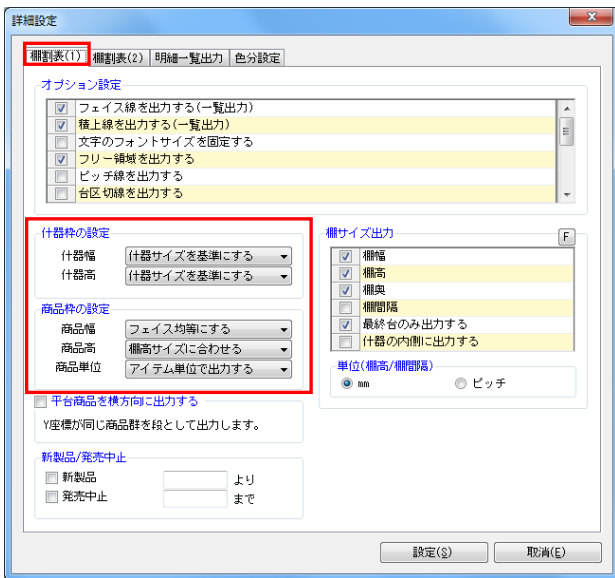 詳細設定
棚割表(1) 棚割表(2) 明細一覧出力 色分設定
オプション設定
フェイス線を出力する(一覧出力)
積上線を出力する(一覧出力)
文字のフォントサイズを固定する
フリー領域を出力する
ピッチ線を出力する
台区切線を出力する
什器枠の設定
什器幅 什器サイズを基準にする
什器高 什器サイズを基準にする
商品枠の設定
商品幅 フェイス均等にする
商品高 棚高サイズに合わせる
商品単位 アイテム単位で出力する
平台商品を横方向に出力する
Y座標が同じ商品群を段として出力します。
新製品/発売中止
新製品 より
発売中止 まで
棚サイズ出力 F
棚幅
棚高
棚奥
棚間隔
最終台のみ出力する
什器の内側に出力する
単位(棚高/棚間隔)
mm ピッチ
設定(S) 取消(E)